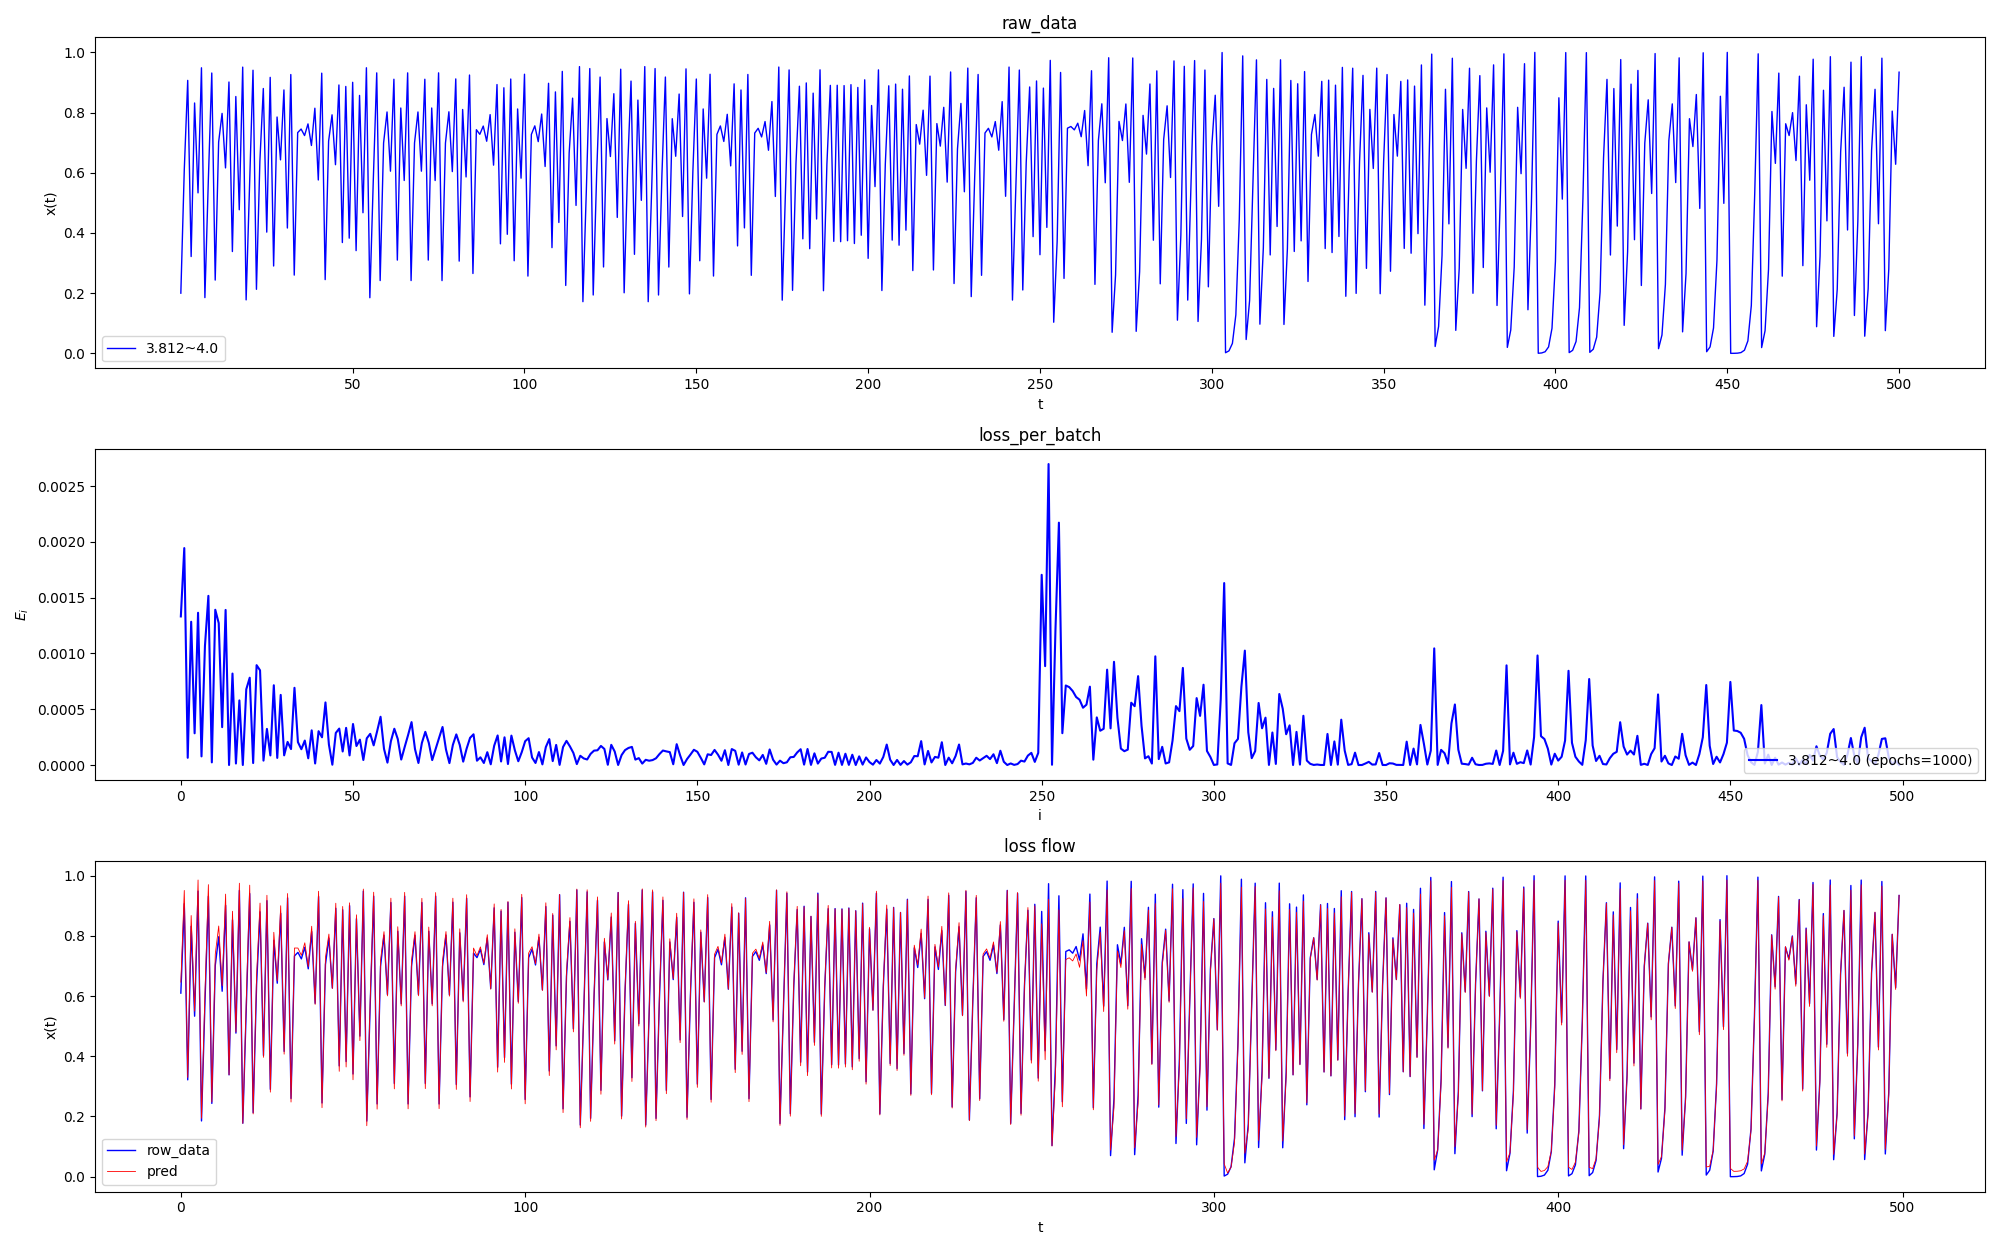 raw_data
x(t)
1.0
0.8
0.6
0.4
0.2
0.0
3.812~4.0
50 100 150 200 250 300 350 400 450 500
t
loss_per_batch
E_i
0.0025
0.0020
0.0015
0.0010
0.0005
0.0000
3.812~4.0 (epochs=1000)
0 50 100 150 200 250 300 350 400 450 500
i
loss flow
x(t)
1.0
0.8
0.6
0.4
0.2
0.0
row_data
pred
0 100 200 300 400 500
t